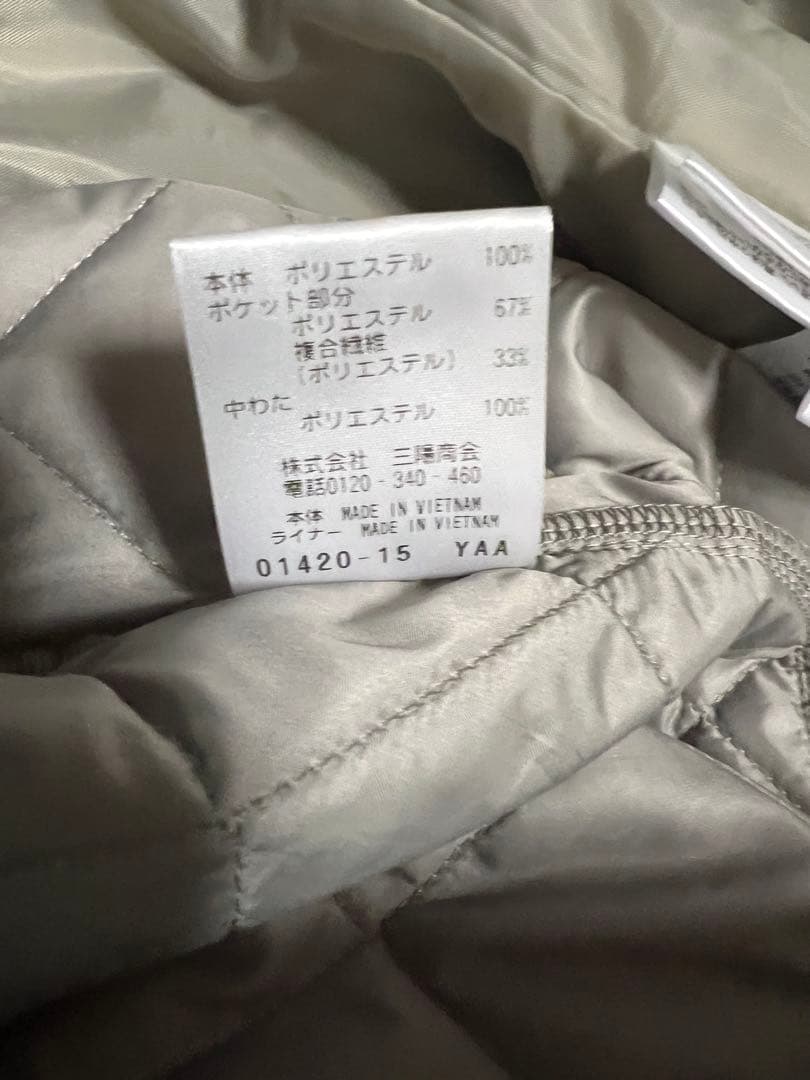 本体 ポリエステル 100%
ポケット部分
ポリエステル 67%
複合繊維
(ポリエステル) 33%
中わた
ポリエステル 100%
株式会社 三陽商会
電話0120-340-460
本体 MADE IN VIETNAM
ライナー MADE IN VIETNAM
01420-15 YAA